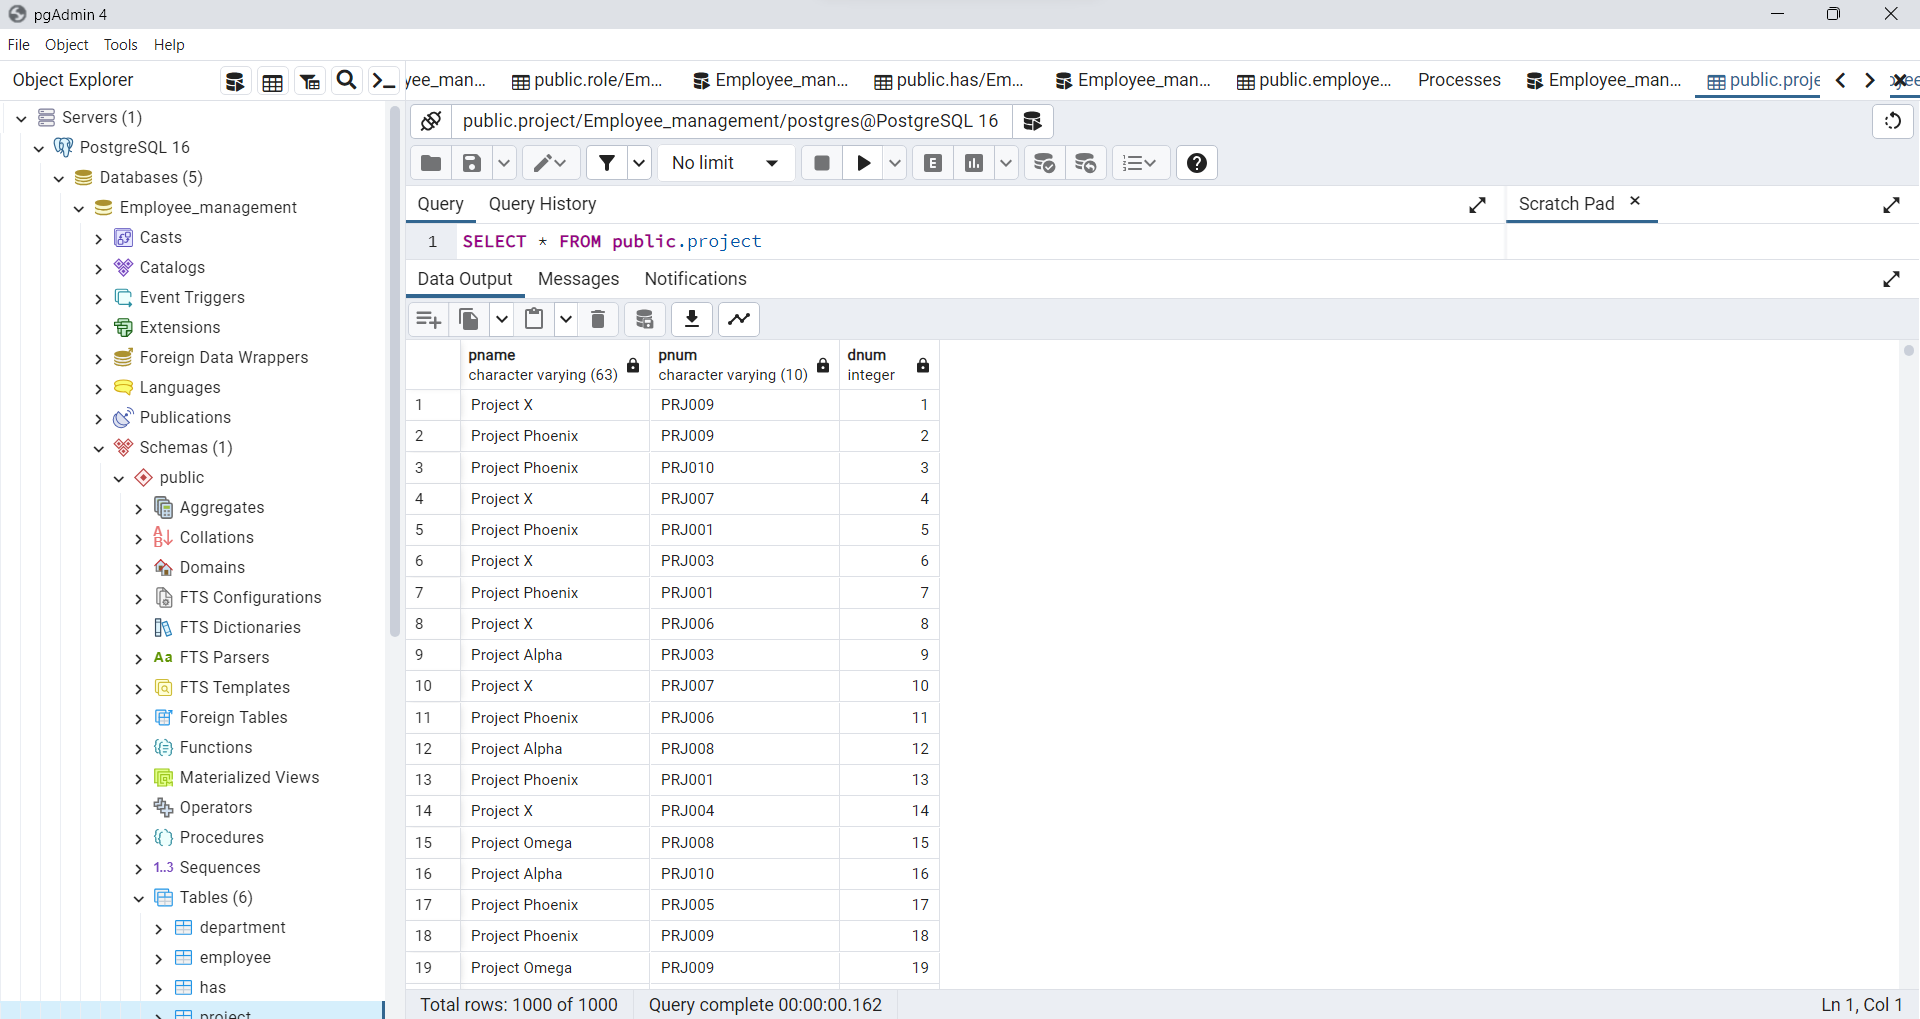 pgAdmin 4
File Object Tools Help
Object Explorer
yee_man... public.role/Em... Employee_man... public.has/Em... Employee_man... public.employe... Processes Employee_man... public.proje
Servers (1)
PostgreSQL 16
Databases (5)
Employee_management
Casts
Catalogs
Event Triggers
Extensions
Foreign Data Wrappers
Languages
Publications
Schemas (1)
public
Aggregates
Collations
Domains
FTS Configurations
FTS Dictionaries
Aa FTS Parsers
FTS Templates
Foreign Tables
Functions
Materialized Views
Operators
Procedures
1..3 Sequences
Tables (6)
department
employee
has
project
public.project/Employee_management/postgres@PostgreSQL 16
No limit
Query Query History
Scratch Pad
1 SELECT * FROM public.project
Data Output Messages Notifications
pname pnum dnum
character varying (63) character varying (10) integer
1 Project X PRJ009 1
2 Project Phoenix PRJ009 2
3 Project Phoenix PRJ010 3
4 Project X PRJ007 4
5 Project Phoenix PRJ001 5
6 Project X PRJ003 6
7 Project Phoenix PRJ001 7
8 Project X PRJ006 8
9 Project Alpha PRJ003 9
10 Project X PRJ007 10
11 Project Phoenix PRJ006 11
12 Project Alpha PRJ008 12
13 Project Phoenix PRJ001 13
14 Project X PRJ004 14
15 Project Omega PRJ008 15
16 Project Alpha PRJ010 16
17 Project Phoenix PRJ005 17
18 Project Phoenix PRJ009 18
19 Project Omega PRJ009 19
Total rows: 1000 of 1000 Query complete 00:00:00.162 Ln 1, Col 1